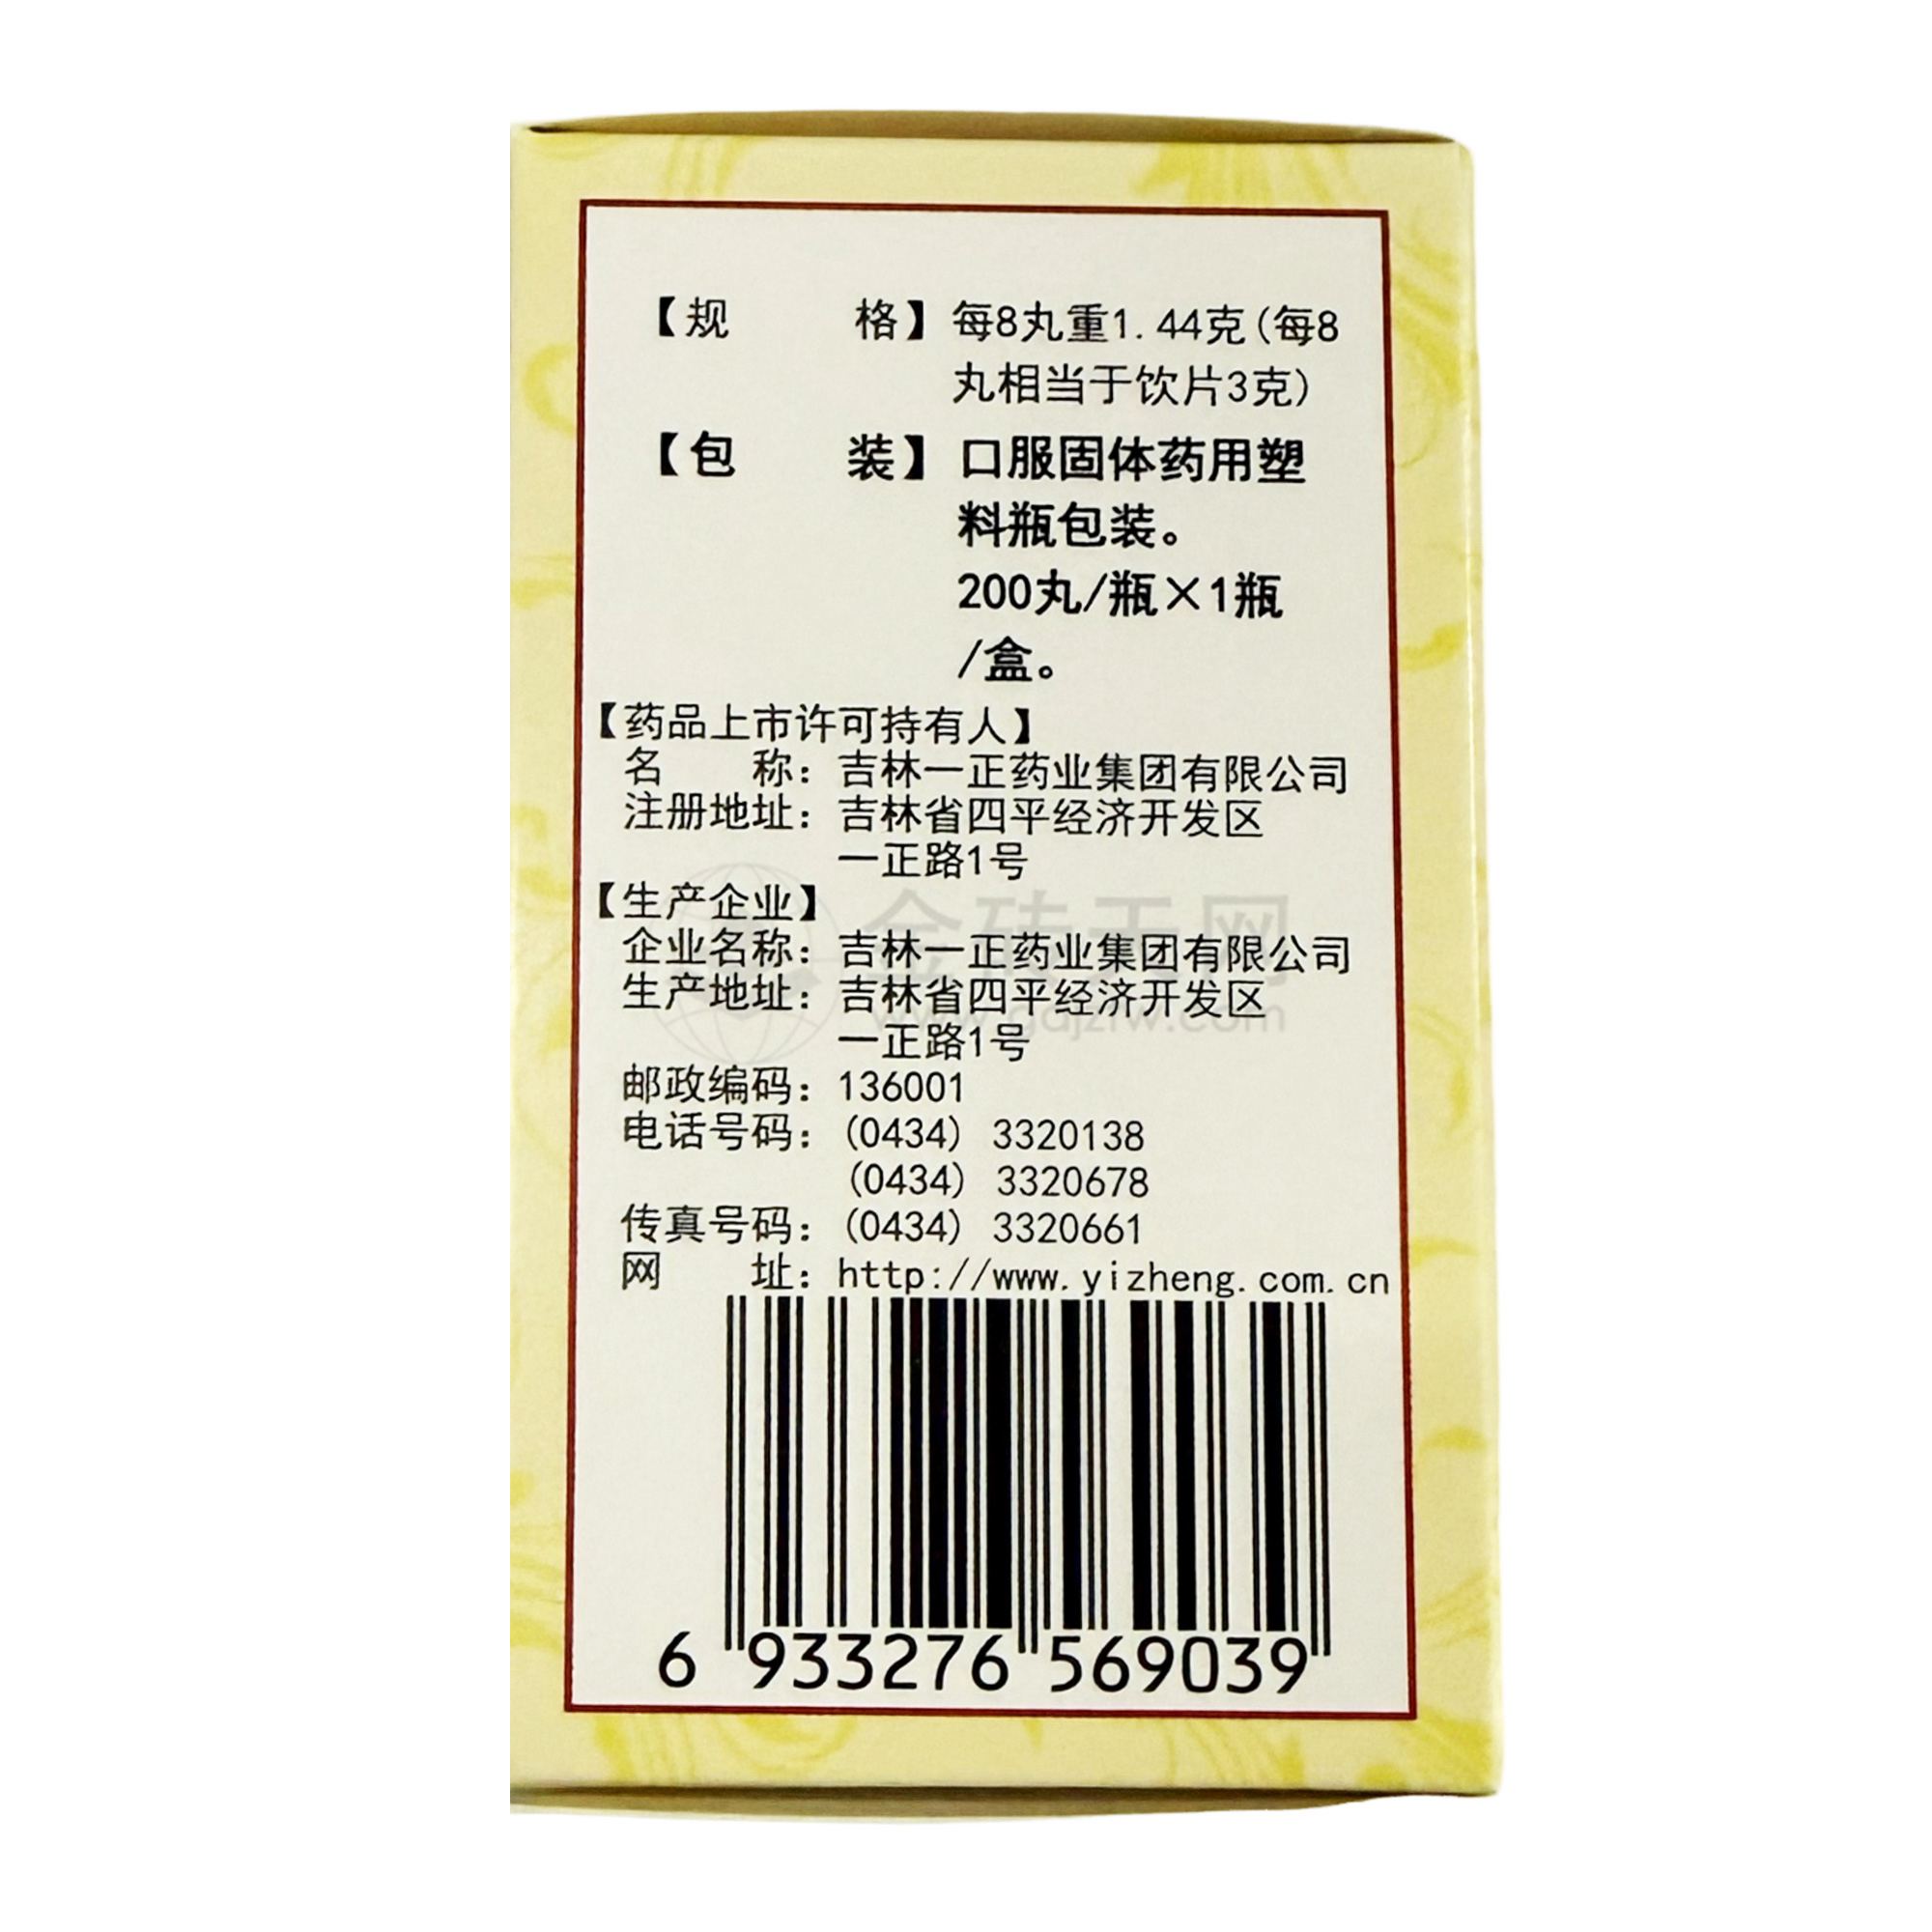 【规 格】每8丸重1.44克(每8
丸相当于饮片3克)
【包 装】口服固体药用塑
料瓶包装。
200丸/瓶×1瓶
/盒。
【药品上市许可持有人】
名 称：吉林一正药业集团有限公司
注册地址：吉林省四平经济开发区
一正路1号
【生产企业】
企业名称：吉林一正药业集团有限公司
生产地址：吉林省四平经济开发区
一正路1号
邮政编码：136001
电话号码：(0434) 3320138
(0434) 3320678
传真号码：(0434) 3320661
网 址：http://www.yizheng.com.cn
6 933276 569039